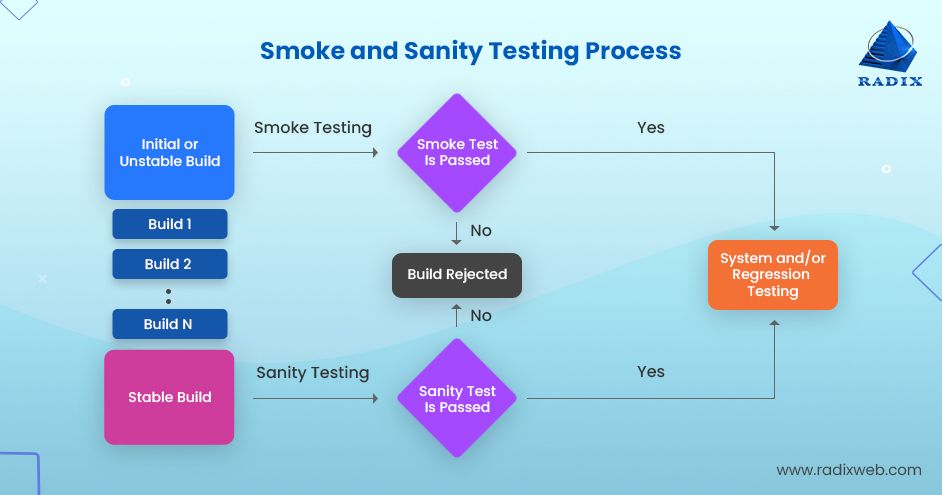 Smoke and Sanity Testing Process
RADIX
Initial or
Unstable Build
Smoke Testing
Smoke Test
Is Passed
Yes
Build 1
No
Build 2
Build Rejected
System and/or
Regression
Testing
Build N
No
Stable Build
Sanity Testing
Sanity Test
Is Passed
Yes
www.radixweb.com